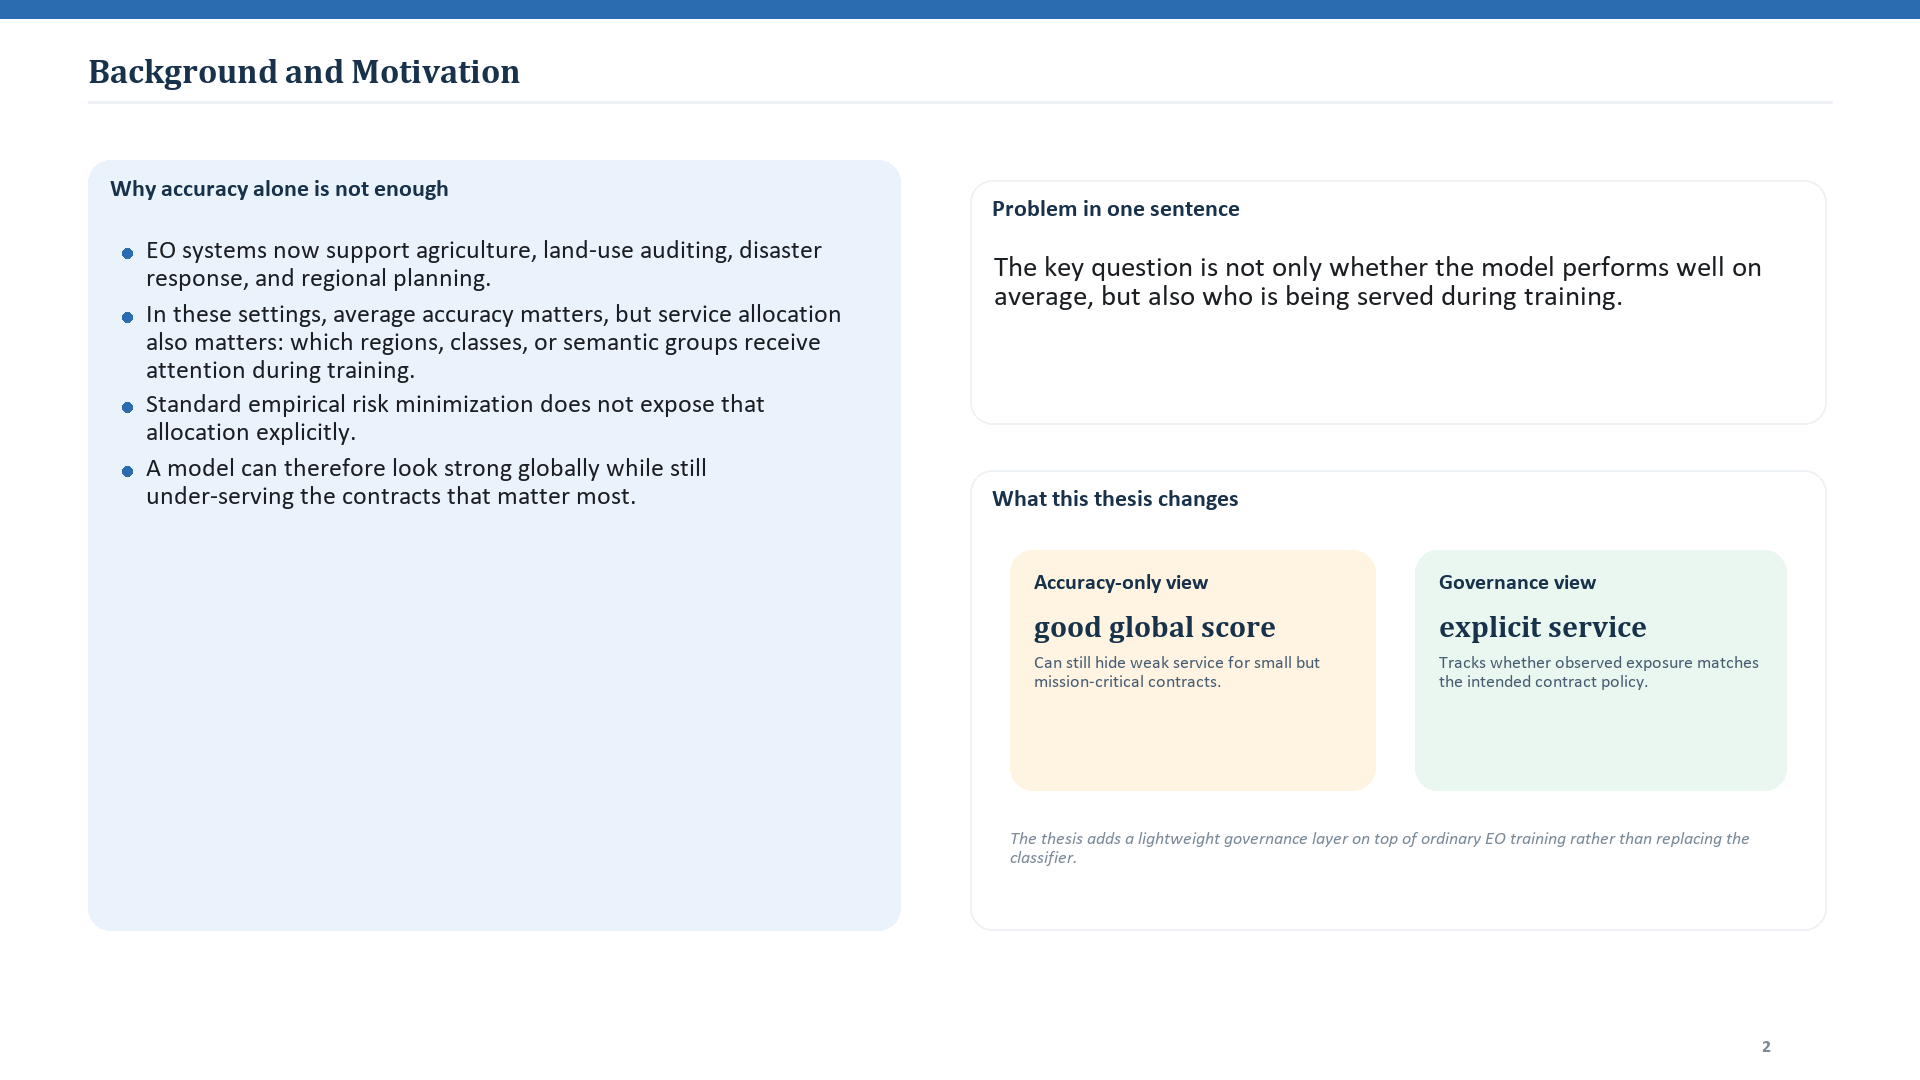 Background and Motivation
Why accuracy alone is not enough
EO systems now support agriculture, land-use auditing, disaster
response, and regional planning.
In these settings, average accuracy matters, but service allocation
also matters: which regions, classes, or semantic groups receive
attention during training.
Standard empirical risk minimization does not expose that
allocation explicitly.
A model can therefore look strong globally while still
under-serving the contracts that matter most.
Problem in one sentence
The key question is not only whether the model performs well on
average, but also who is being served during training.
What this thesis changes
Accuracy-only view
good global score
Can still hide weak service for small but
mission-critical contracts.
Governance view
explicit service
Tracks whether observed exposure matches
the intended contract policy.
The thesis adds a lightweight governance layer on top of ordinary EO training rather than replacing the
classifier.
2